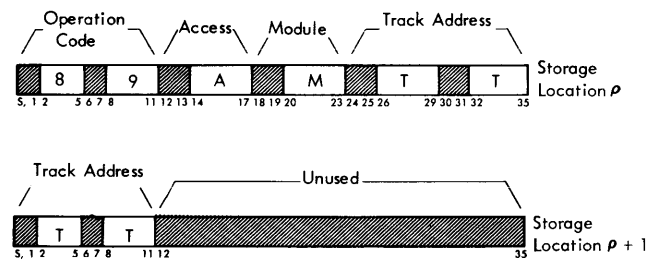 Operation Code Access Module Track Address
8 9 A M T T Storage Location ρ
S, 1 2 5 6 7 8 11 12 13 14 17 18 19 20 23 24 25 26 29 30 31 32 35
Track Address Unused
T T Storage Location ρ + 1
S, 1 2 5 6 7 8 11 12 35